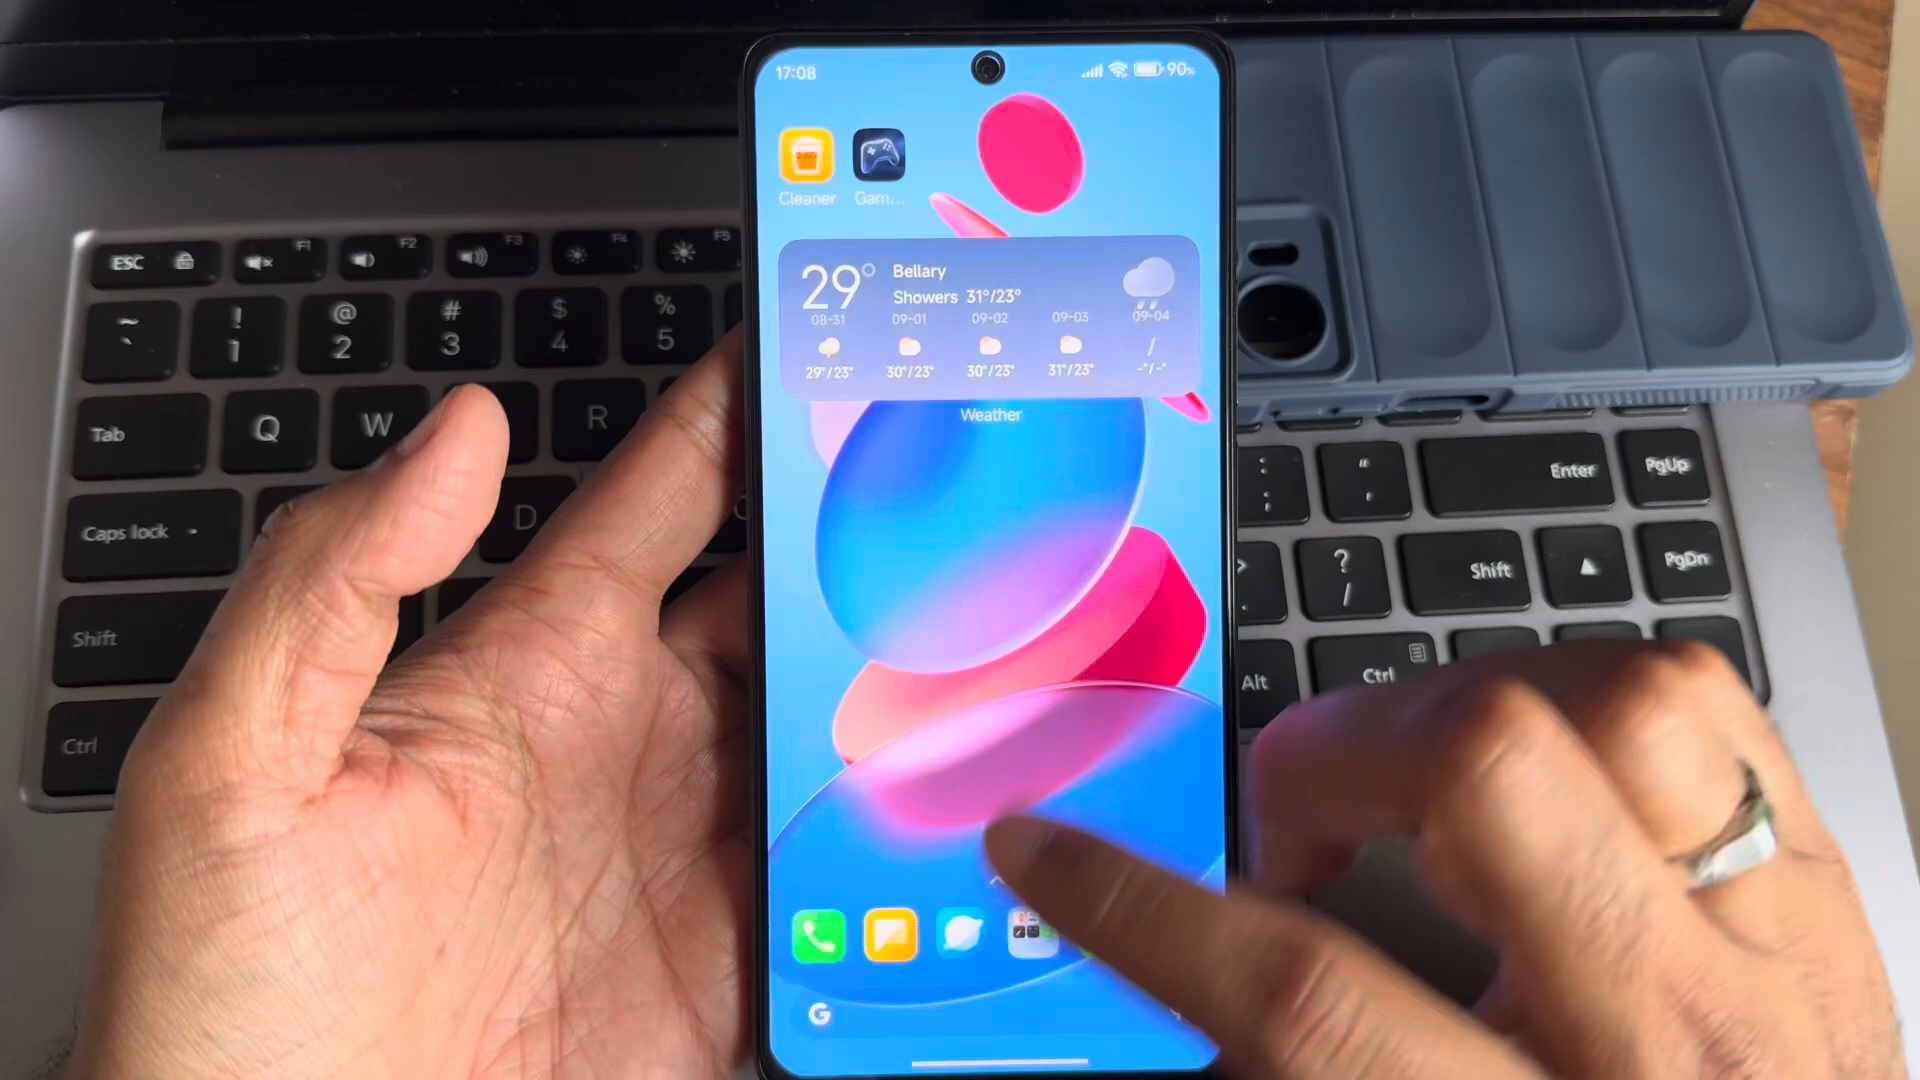 17:08
90%
Cleaner
Gam...
29°
Bellary
Showers 31°/23°
08-31
09-01
09-02
09-03
09-04
29°/23°
30°/23°
30°/23°
31°/23°
/
-°/-°
Weather
G
ESC
F1
F2
F3
F4
F5
~
`
!
1
@
2
#
3
$
4
%
5
Tab
Q
W
R
Caps lock
D
Shift
Ctrl
:
;
"
'
Enter
PgUp
>
.
?
/
Shift
PgDn
Alt
Ctrl